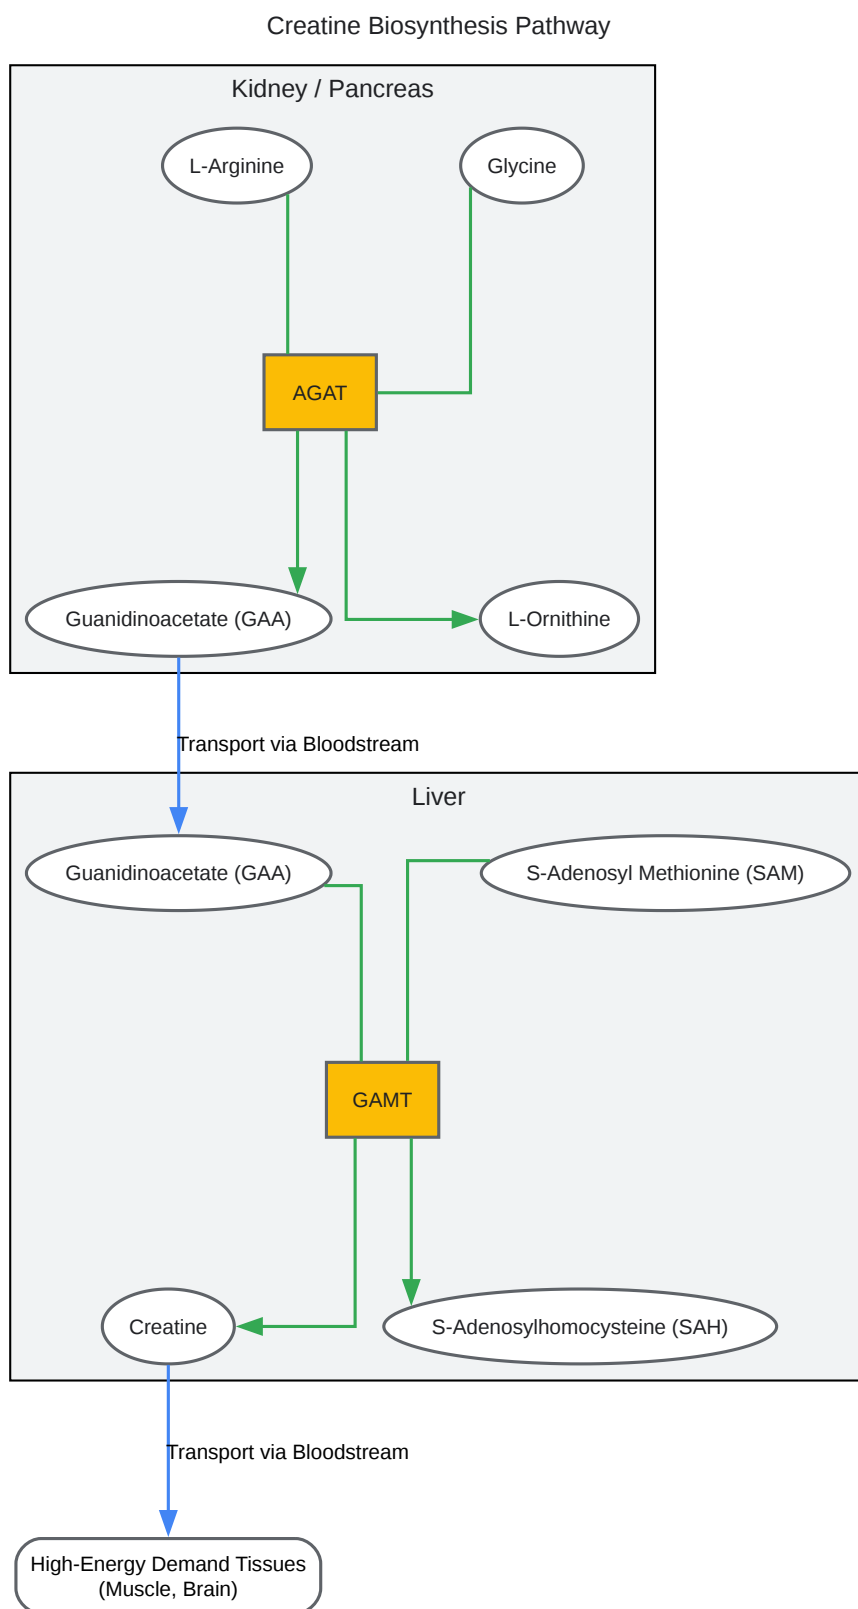 Creatine Biosynthesis Pathway
Kidney / Pancreas
L-Arginine
Glycine
AGAT
Guanidinoacetate (GAA)
L-Ornithine
Transport via Bloodstream
Liver
Guanidinoacetate (GAA)
S-Adenosyl Methionine (SAM)
GAMT
Creatine
S-Adenosylhomocysteine (SAH)
Transport via Bloodstream
High-Energy Demand Tissues
(Muscle, Brain)